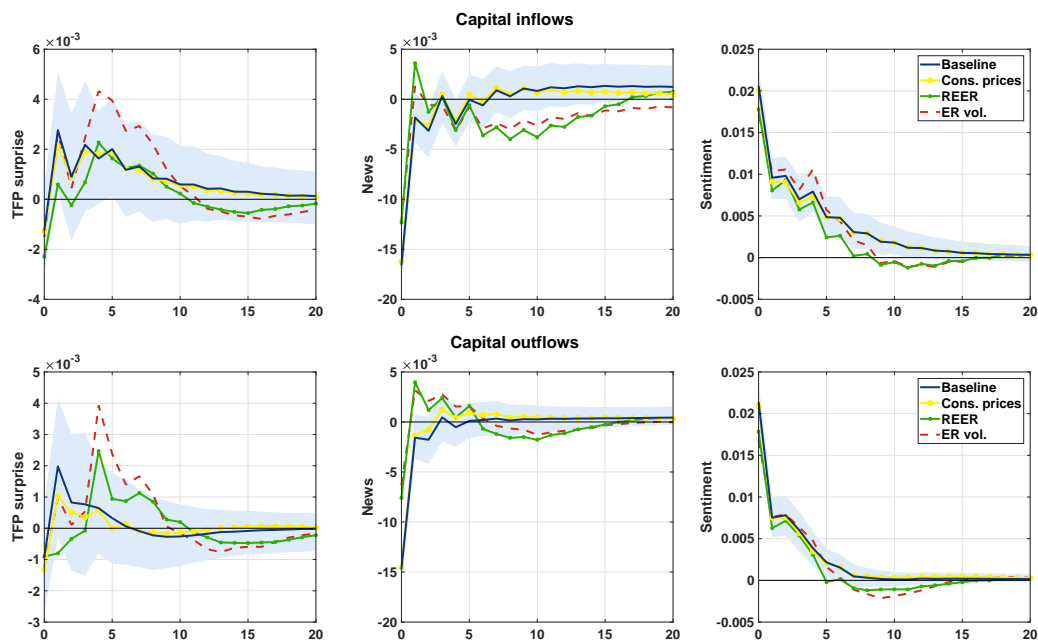 Capital inflows
×10⁻³
TFP surprise
6
4
2
0
-2
-4
0 5 10 15 20
×10⁻³
News
5
0
-5
-10
-15
-20
0 5 10 15 20
Sentiment
0.025
0.02
0.015
0.01
0.005
0
-0.005
0 5 10 15 20
Baseline
Cons. prices
REER
ER vol.
Capital outflows
×10⁻³
TFP surprise
5
4
3
2
1
0
-1
-2
-3
0 5 10 15 20
×10⁻³
News
5
0
-5
-10
-15
-20
0 5 10 15 20
Sentiment
0.025
0.02
0.015
0.01
0.005
0
-0.005
0 5 10 15 20
Baseline
Cons. prices
REER
ER vol.